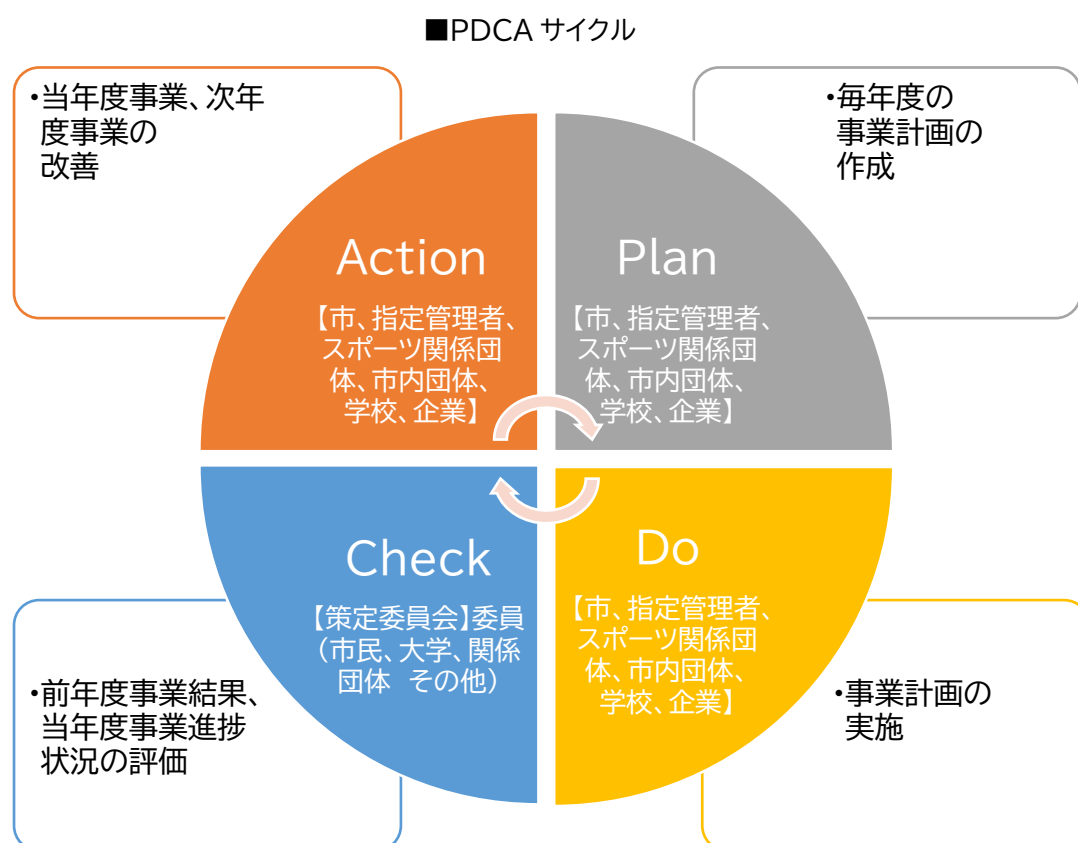 ■PDCA サイクル
・当年度事業、次年
度事業の
改善
・毎年度の
事業計画の
作成
Action
【市、指定管理者、
スポーツ関係団
体、市内団体、
学校、企業】
Plan
【市、指定管理者、
スポーツ関係団
体、市内団体、
学校、企業】
Check
【策定委員会】委員
（市民、大学、関係
団体　その他）
Do
【市、指定管理者、
スポーツ関係団
体、市内団体、
学校、企業】
・前年度事業結果、
当年度事業進捗
状況の評価
・事業計画の
実施